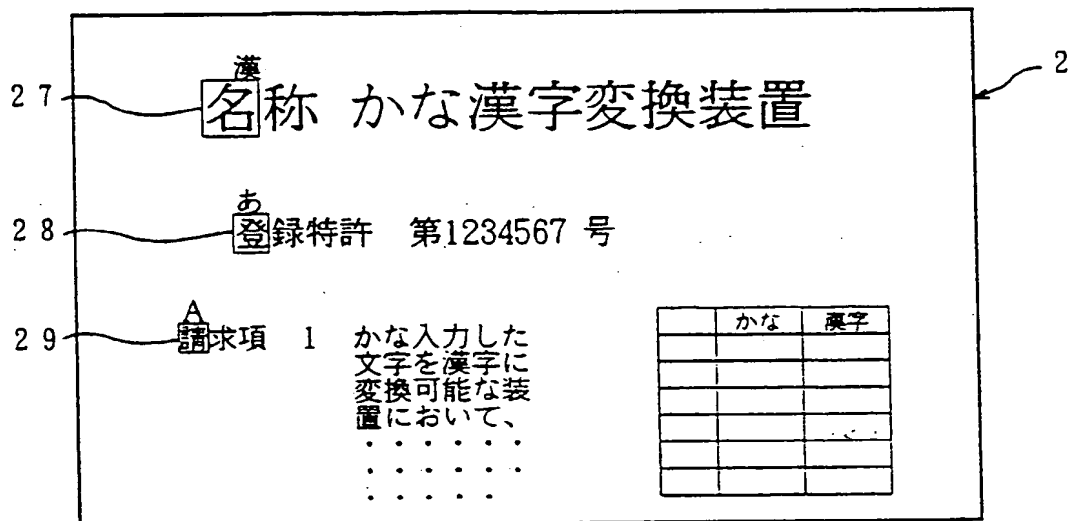 漢
27 名称 かな漢字変換装置
2
あ
28 登録特許 第1234567号
A
29 請求項 1 かな入力した
文字を漢字に
変換可能な装
置において、
・・・・・・
・・・・・・
・・・・・
かな 漢字